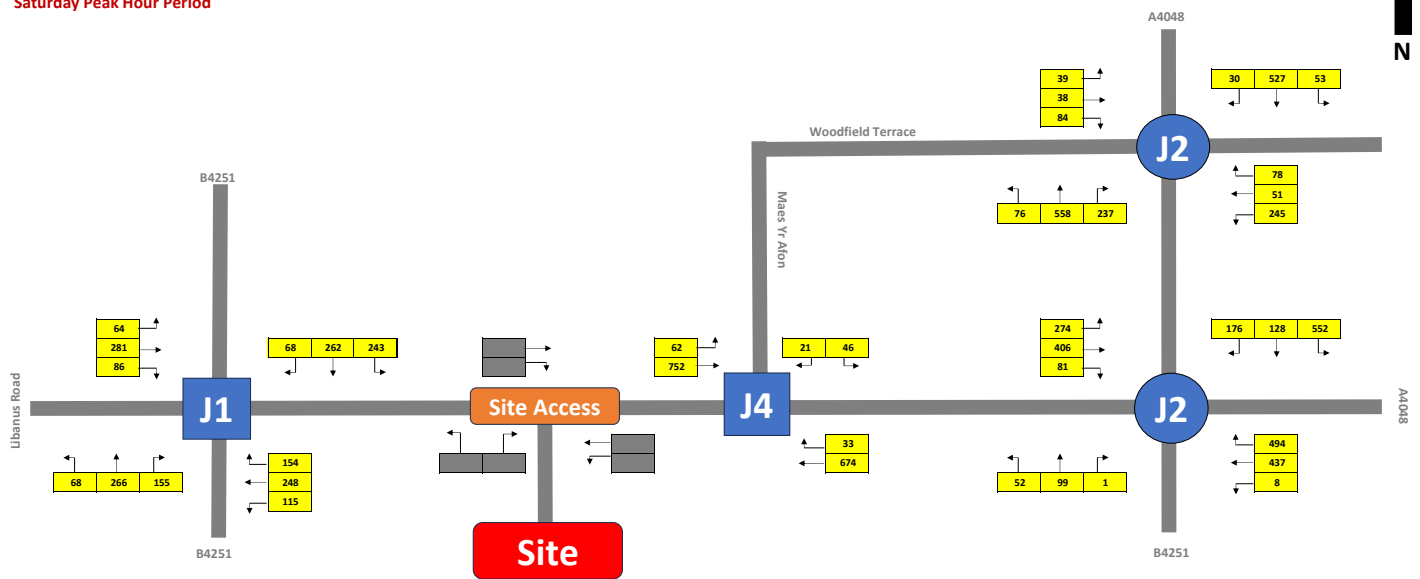 Saturday Peak Hour Period
A4048
N
39
38
84
30 527 53
Woodfield Terrace
J2
B4251
Maes Yr Afon
76 558 237
78
51
245
64
281
86
68 262 243
62
752
21 46
274
406
81
176 128 552
Libanus Road
J1
Site Access
J4
J2
A4048
68 266 155
154
248
115
33
674
52 99 1
494
437
8
B4251
Site
B4251